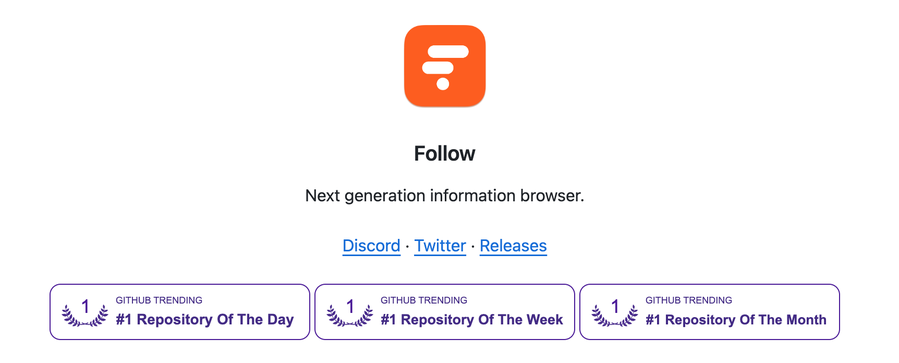 Follow
Next generation information browser.
Discord · Twitter · Releases
1 GITHUB TRENDING
#1 Repository Of The Day
1 GITHUB TRENDING
#1 Repository Of The Week
1 GITHUB TRENDING
#1 Repository Of The Month